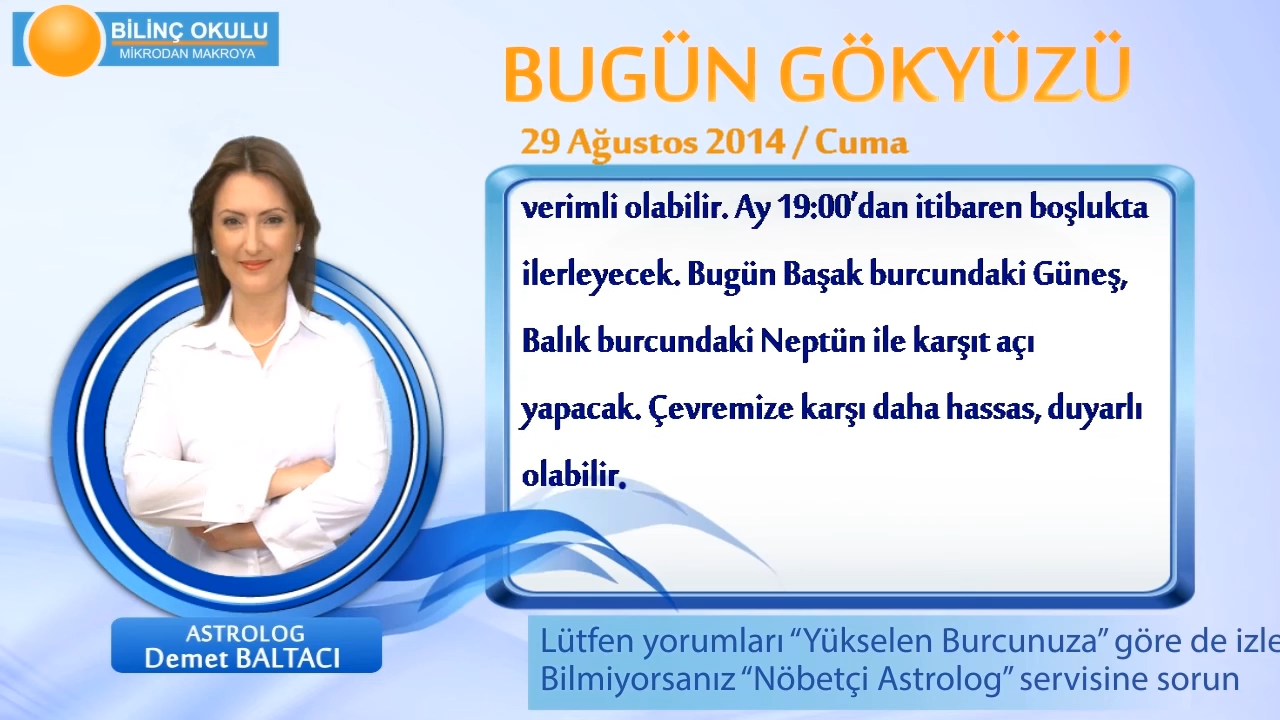 BİLİNÇ OKULU
MİKRODAN MAKROYA
BUGÜN GÖKYÜZÜ
29 Ağustos 2014 / Cuma
verimli olabilir. Ay 19:00’dan itibaren boşlukta
ilerleyecek. Bugün Başak burcundaki Güneş,
Balık burcundaki Neptün ile karşıt açı
yapacak. Çevremize karşı daha hassas, duyarlı
olabilir.
ASTROLOG
Demet BALTACI
Lütfen yorumları “Yükselen Burcunuza” göre de izle
Bilmiyorsanız “Nöbetçi Astrolog” servisine sorun